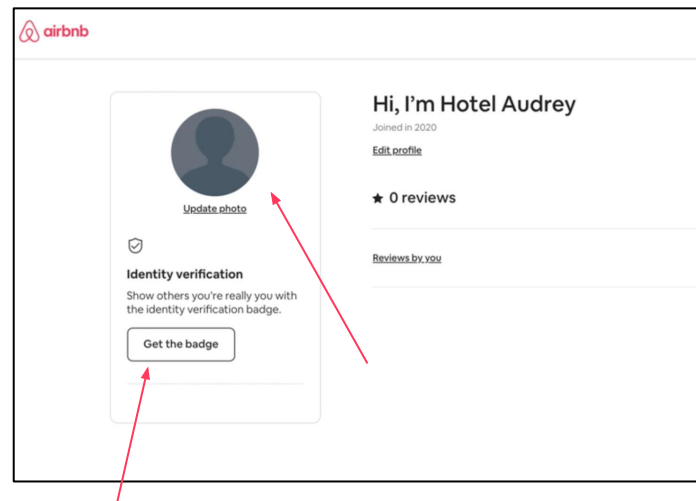 airbnb
Update photo
Identity verification
Show others you're really you with
the identity verification badge.
Get the badge
Hi, I'm Hotel Audrey
Joined in 2020
Edit profile
★ 0 reviews
Reviews by you